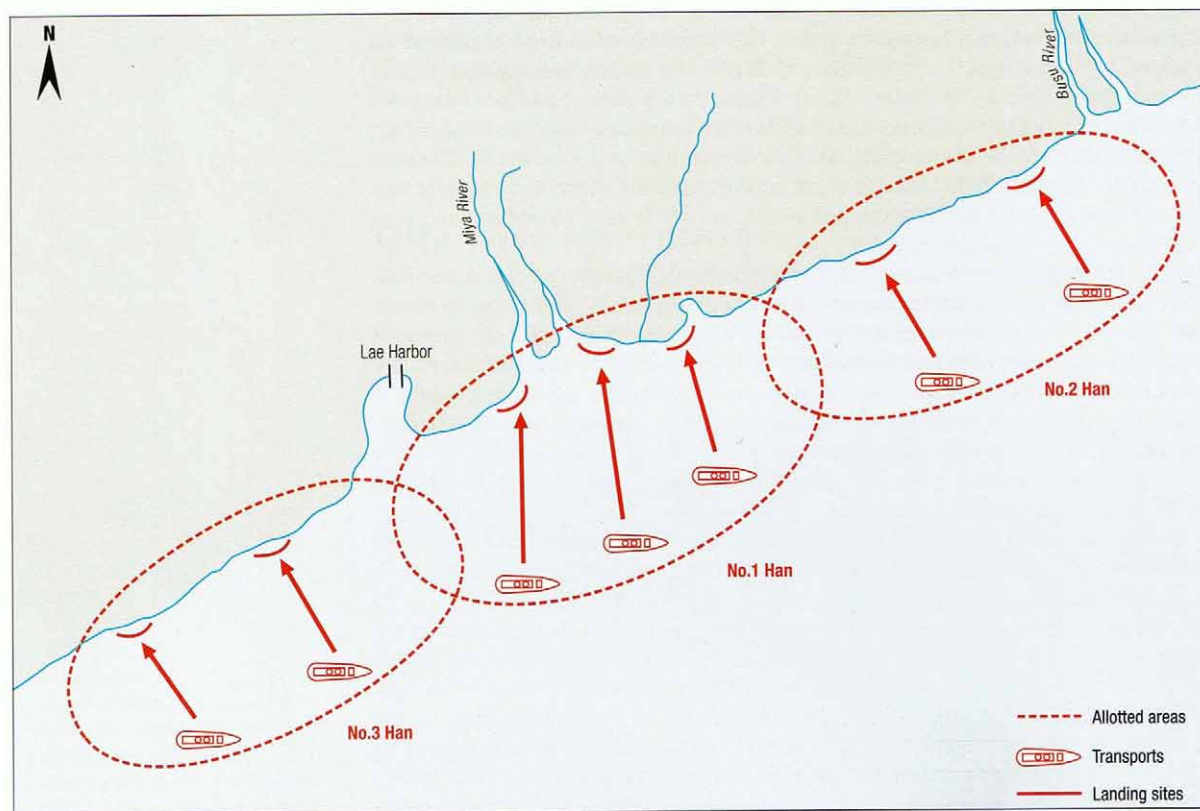 N
Busu River
Miya River
Lae Harbor
No.2 Han
No.1 Han
No.3 Han
Allotted areas
Transports
Landing sites